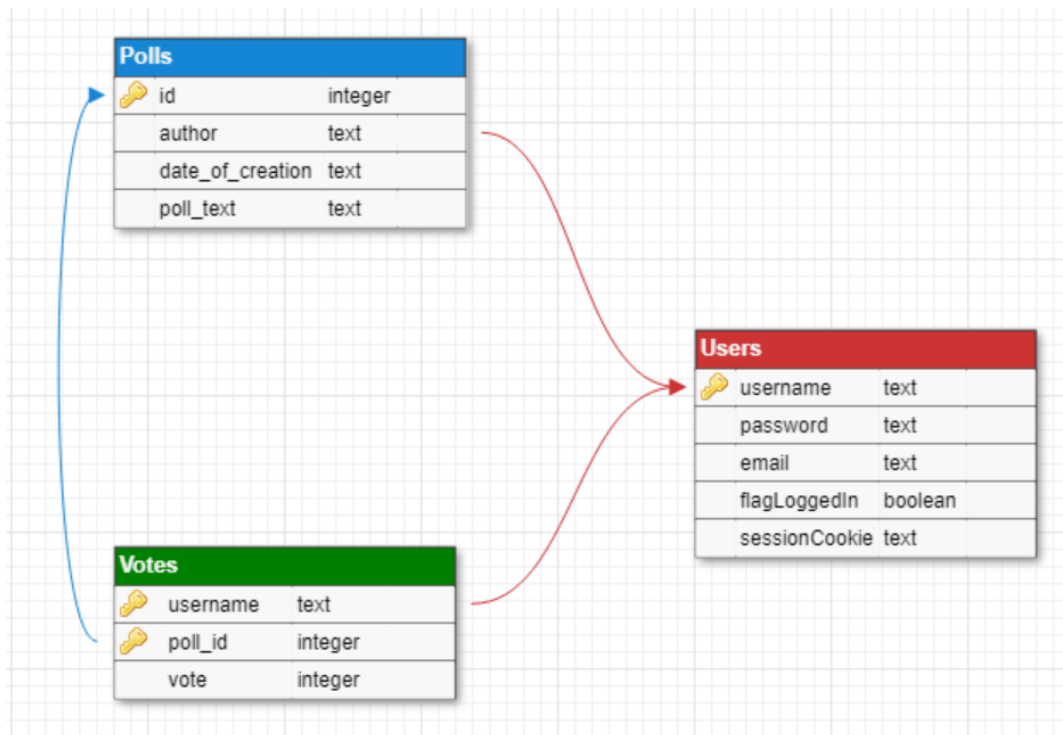 Polls
id integer
author text
date_of_creation text
poll_text text
Users
username text
password text
email text
flagLoggedIn boolean
sessionCookie text
Votes
username text
poll_id integer
vote integer